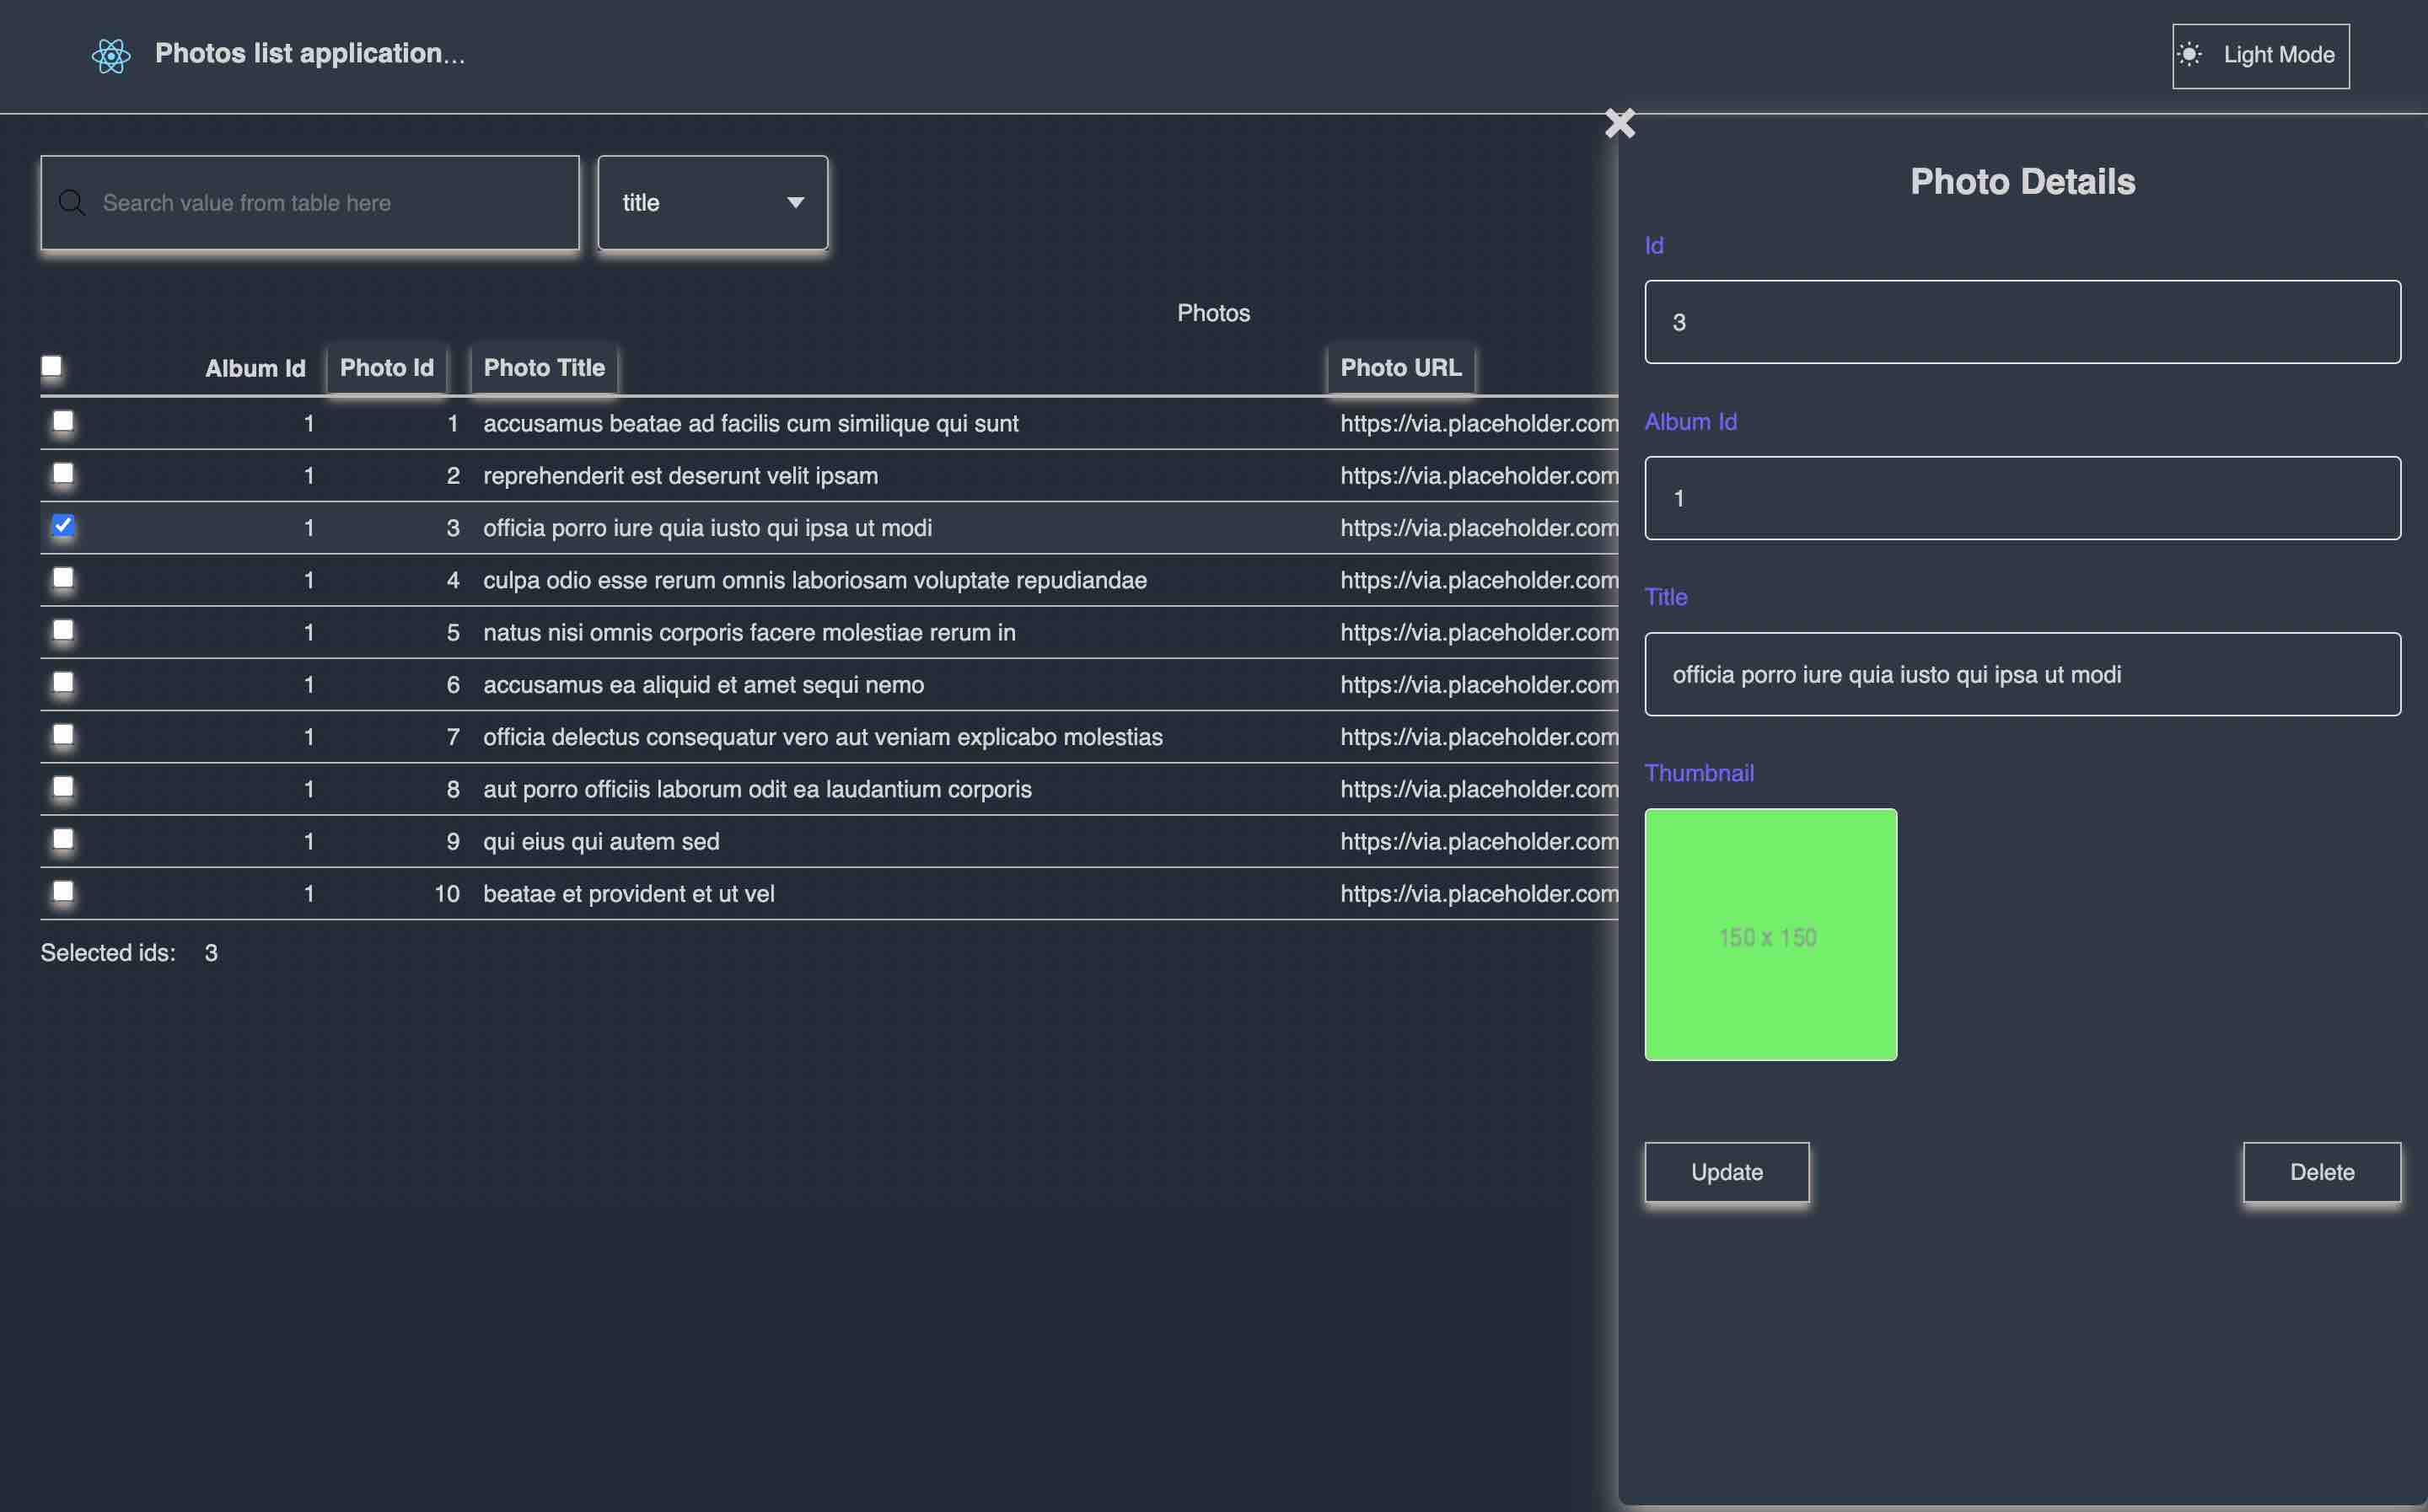 Photos list application...
Light Mode
Search value from table here
title
Photos
Album Id Photo Id Photo Title Photo URL
1 1 accusamus beatae ad facilis cum similique qui sunt https://via.placeholder.com
1 2 reprehenderit est deserunt velit ipsam https://via.placeholder.com
1 3 officia porro iure quia iusto qui ipsa ut modi https://via.placeholder.com
1 4 culpa odio esse rerum omnis laboriosam voluptate repudiandae https://via.placeholder.com
1 5 natus nisi omnis corporis facere molestiae rerum in https://via.placeholder.com
1 6 accusamus ea aliquid et amet sequi nemo https://via.placeholder.com
1 7 officia delectus consequatur vero aut veniam explicabo molestias https://via.placeholder.com
1 8 aut porro officiis laborum odit ea laudantium corporis https://via.placeholder.com
1 9 qui eius qui autem sed https://via.placeholder.com
1 10 beatae et provident et ut vel https://via.placeholder.com
Selected ids: 3
Photo Details
Id
3
Album Id
1
Title
officia porro iure quia iusto qui ipsa ut modi
Thumbnail
150 x 150
Update
Delete